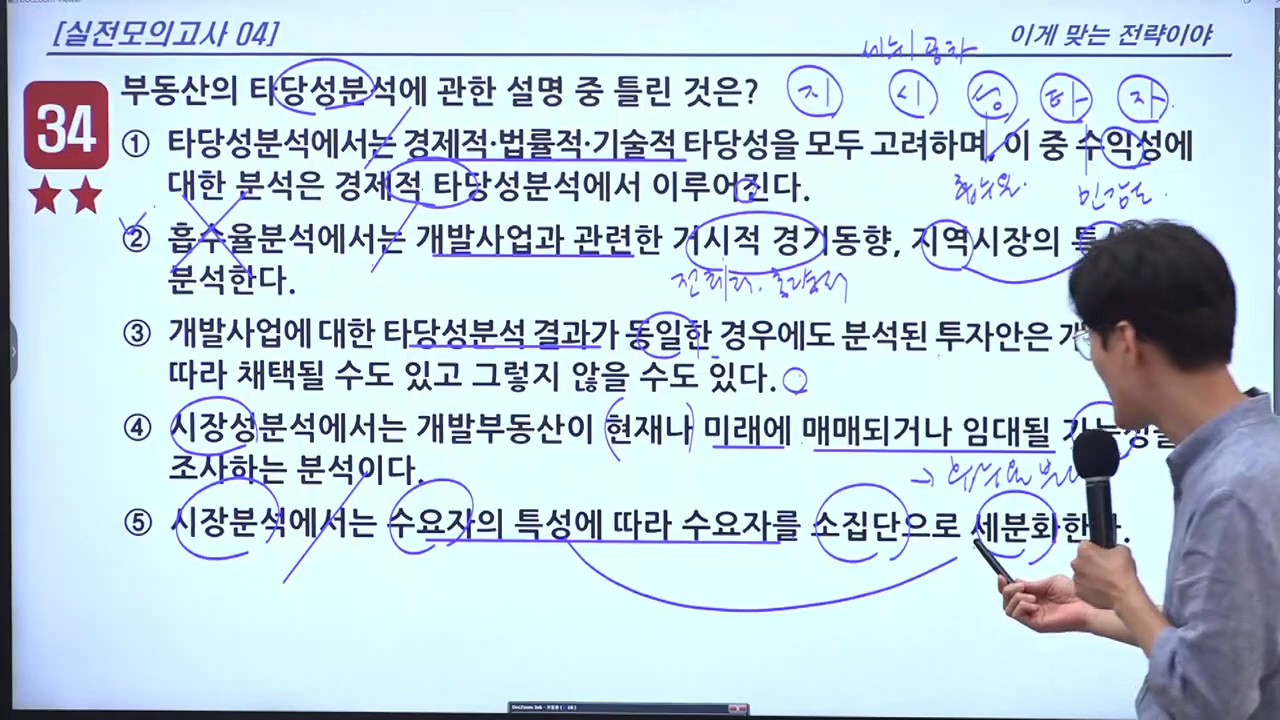 [실전모의고사 04]
이게 맞는 전략이야
34
부동산의 타당성분석에 관한 설명 중 틀린 것은?
지 시 성 타 자
① 타당성분석에서는 경제적·법률적·기술적 타당성을 모두 고려하며, 이 중 수익성에
대한 분석은 경제적 타당성분석에서 이루어진다.
② 흡수율분석에서는 개발사업과 관련한 거시적 경기동향, 지역시장의 특
분석한다.
③ 개발사업에 대한 타당성분석 결과가 동일한 경우에도 분석된 투자안은 개
따라 채택될 수도 있고 그렇지 않을 수도 있다.
④ 시장성분석에서는 개발부동산이 현재나 미래에 매매되거나 임대될 가능성을
조사하는 분석이다.
⑤ 시장분석에서는 수요자의 특성에 따라 수요자를 소집단으로 세분화한다.